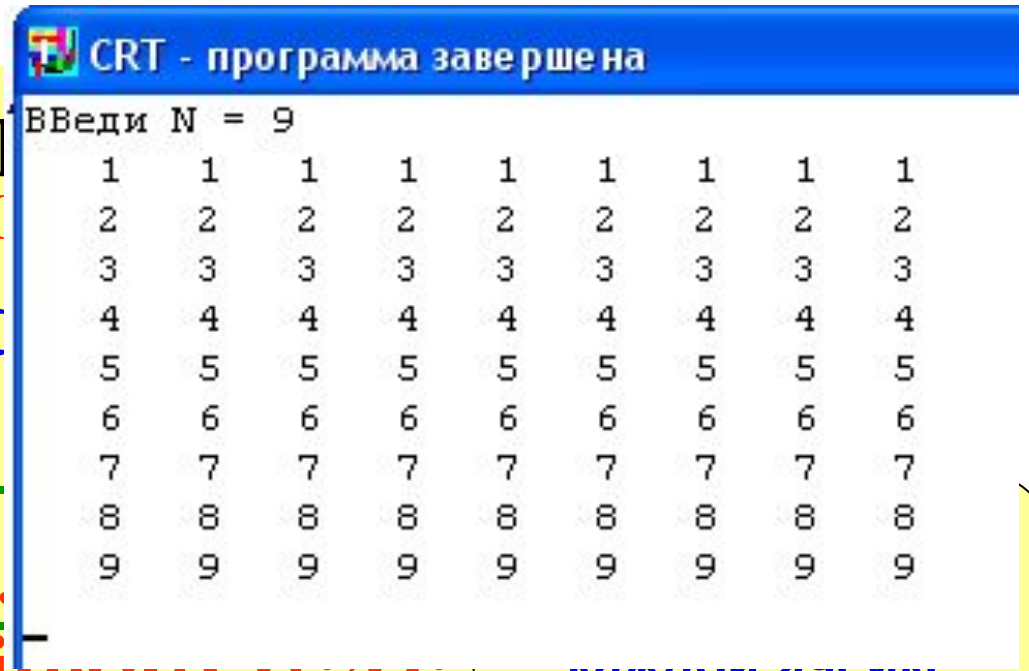 CRT - программа завершена
ВВеди N = 9
1 1 1 1 1 1 1 1 1
2 2 2 2 2 2 2 2 2
3 3 3 3 3 3 3 3 3
4 4 4 4 4 4 4 4 4
5 5 5 5 5 5 5 5 5
6 6 6 6 6 6 6 6 6
7 7 7 7 7 7 7 7 7
8 8 8 8 8 8 8 8 8
9 9 9 9 9 9 9 9 9